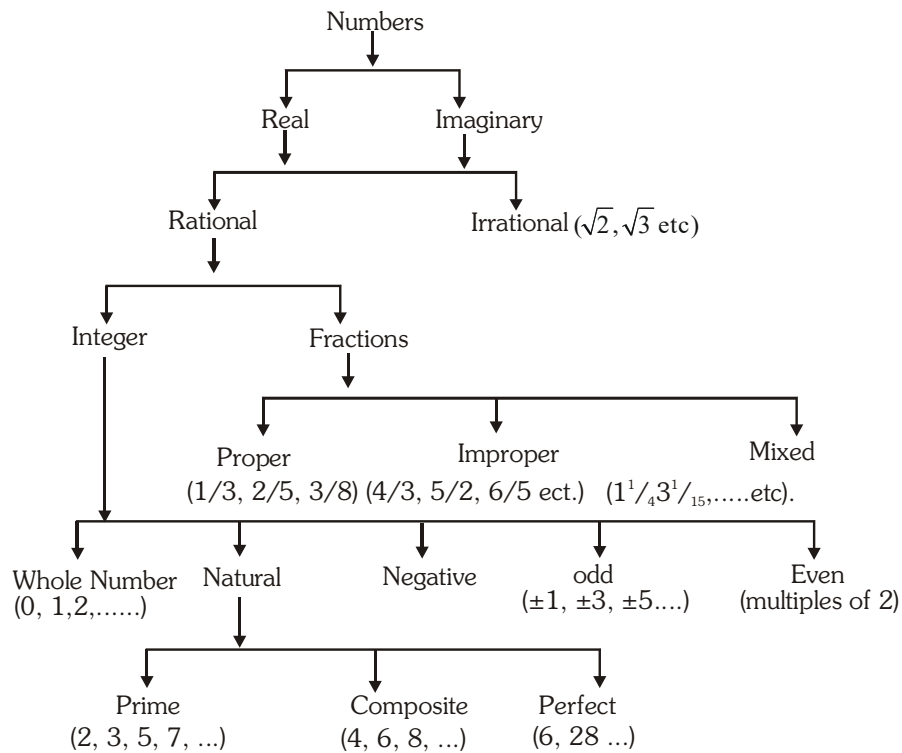 Numbers
Real Imaginary
Rational Irrational (√2, √3 etc)
Integer Fractions
Proper Improper Mixed
(1/3, 2/5, 3/8) (4/3, 5/2, 6/5 ect.) (1¹/₄3¹/₁₅,.....etc).
Whole Number Natural Negative odd Even
(0, 1,2,......) (±1, ±3, ±5....) (multiples of 2)
Prime Composite Perfect
(2, 3, 5, 7, ...) (4, 6, 8, ...) (6, 28 ...)